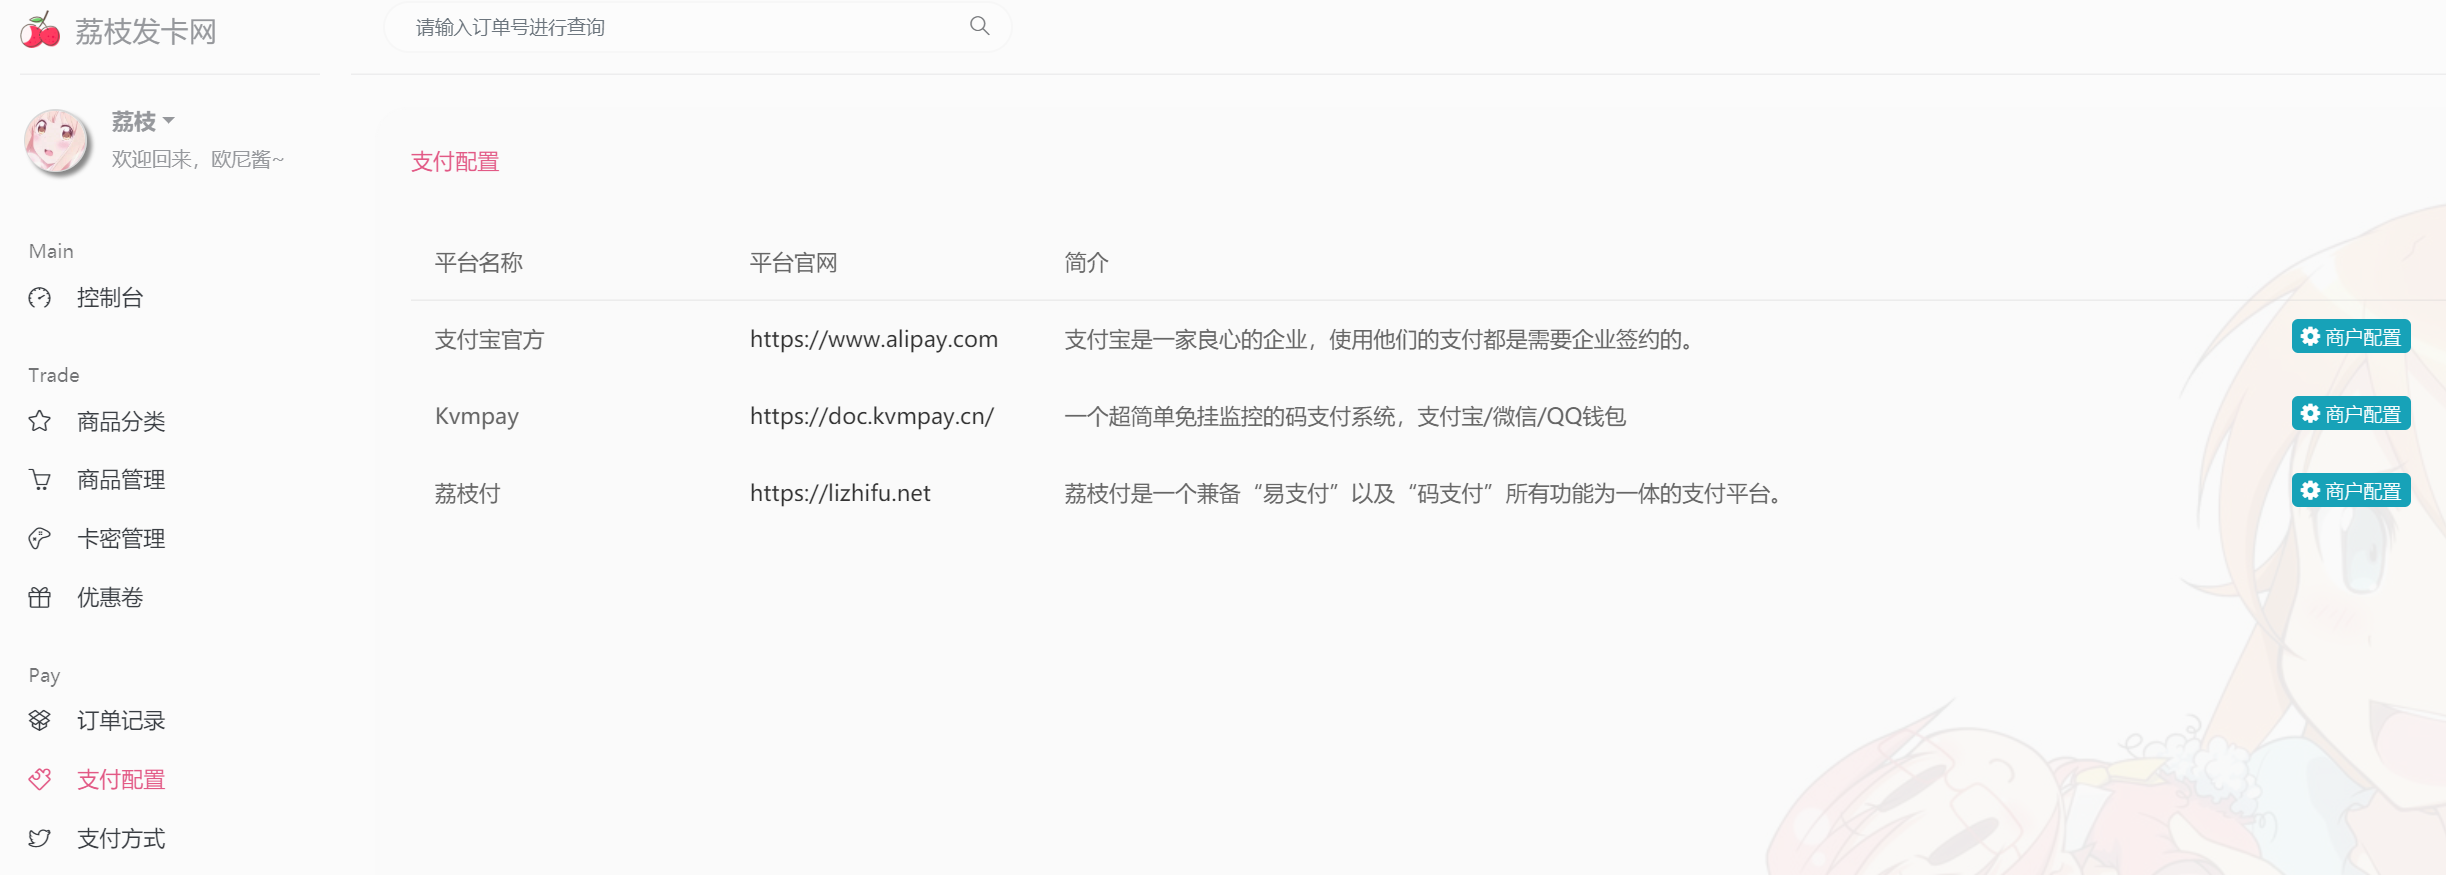 荔枝发卡网
请输入订单号进行查询
荔枝
欢迎回来，欧尼酱~
Main
控制台
Trade
商品分类
商品管理
卡密管理
优惠卷
Pay
订单记录
支付配置
支付方式
支付配置
平台名称 平台官网 简介
支付宝官方 https://www.alipay.com 支付宝是一家良心的企业，使用他们的支付都是需要企业签约的。 商户配置
Kvmpay https://doc.kvmpay.cn/ 一个超简单免挂监控的码支付系统，支付宝/微信/QQ钱包 商户配置
荔枝付 https://lizhifu.net 荔枝付是一个兼备“易支付”以及“码支付”所有功能为一体的支付平台。 商户配置